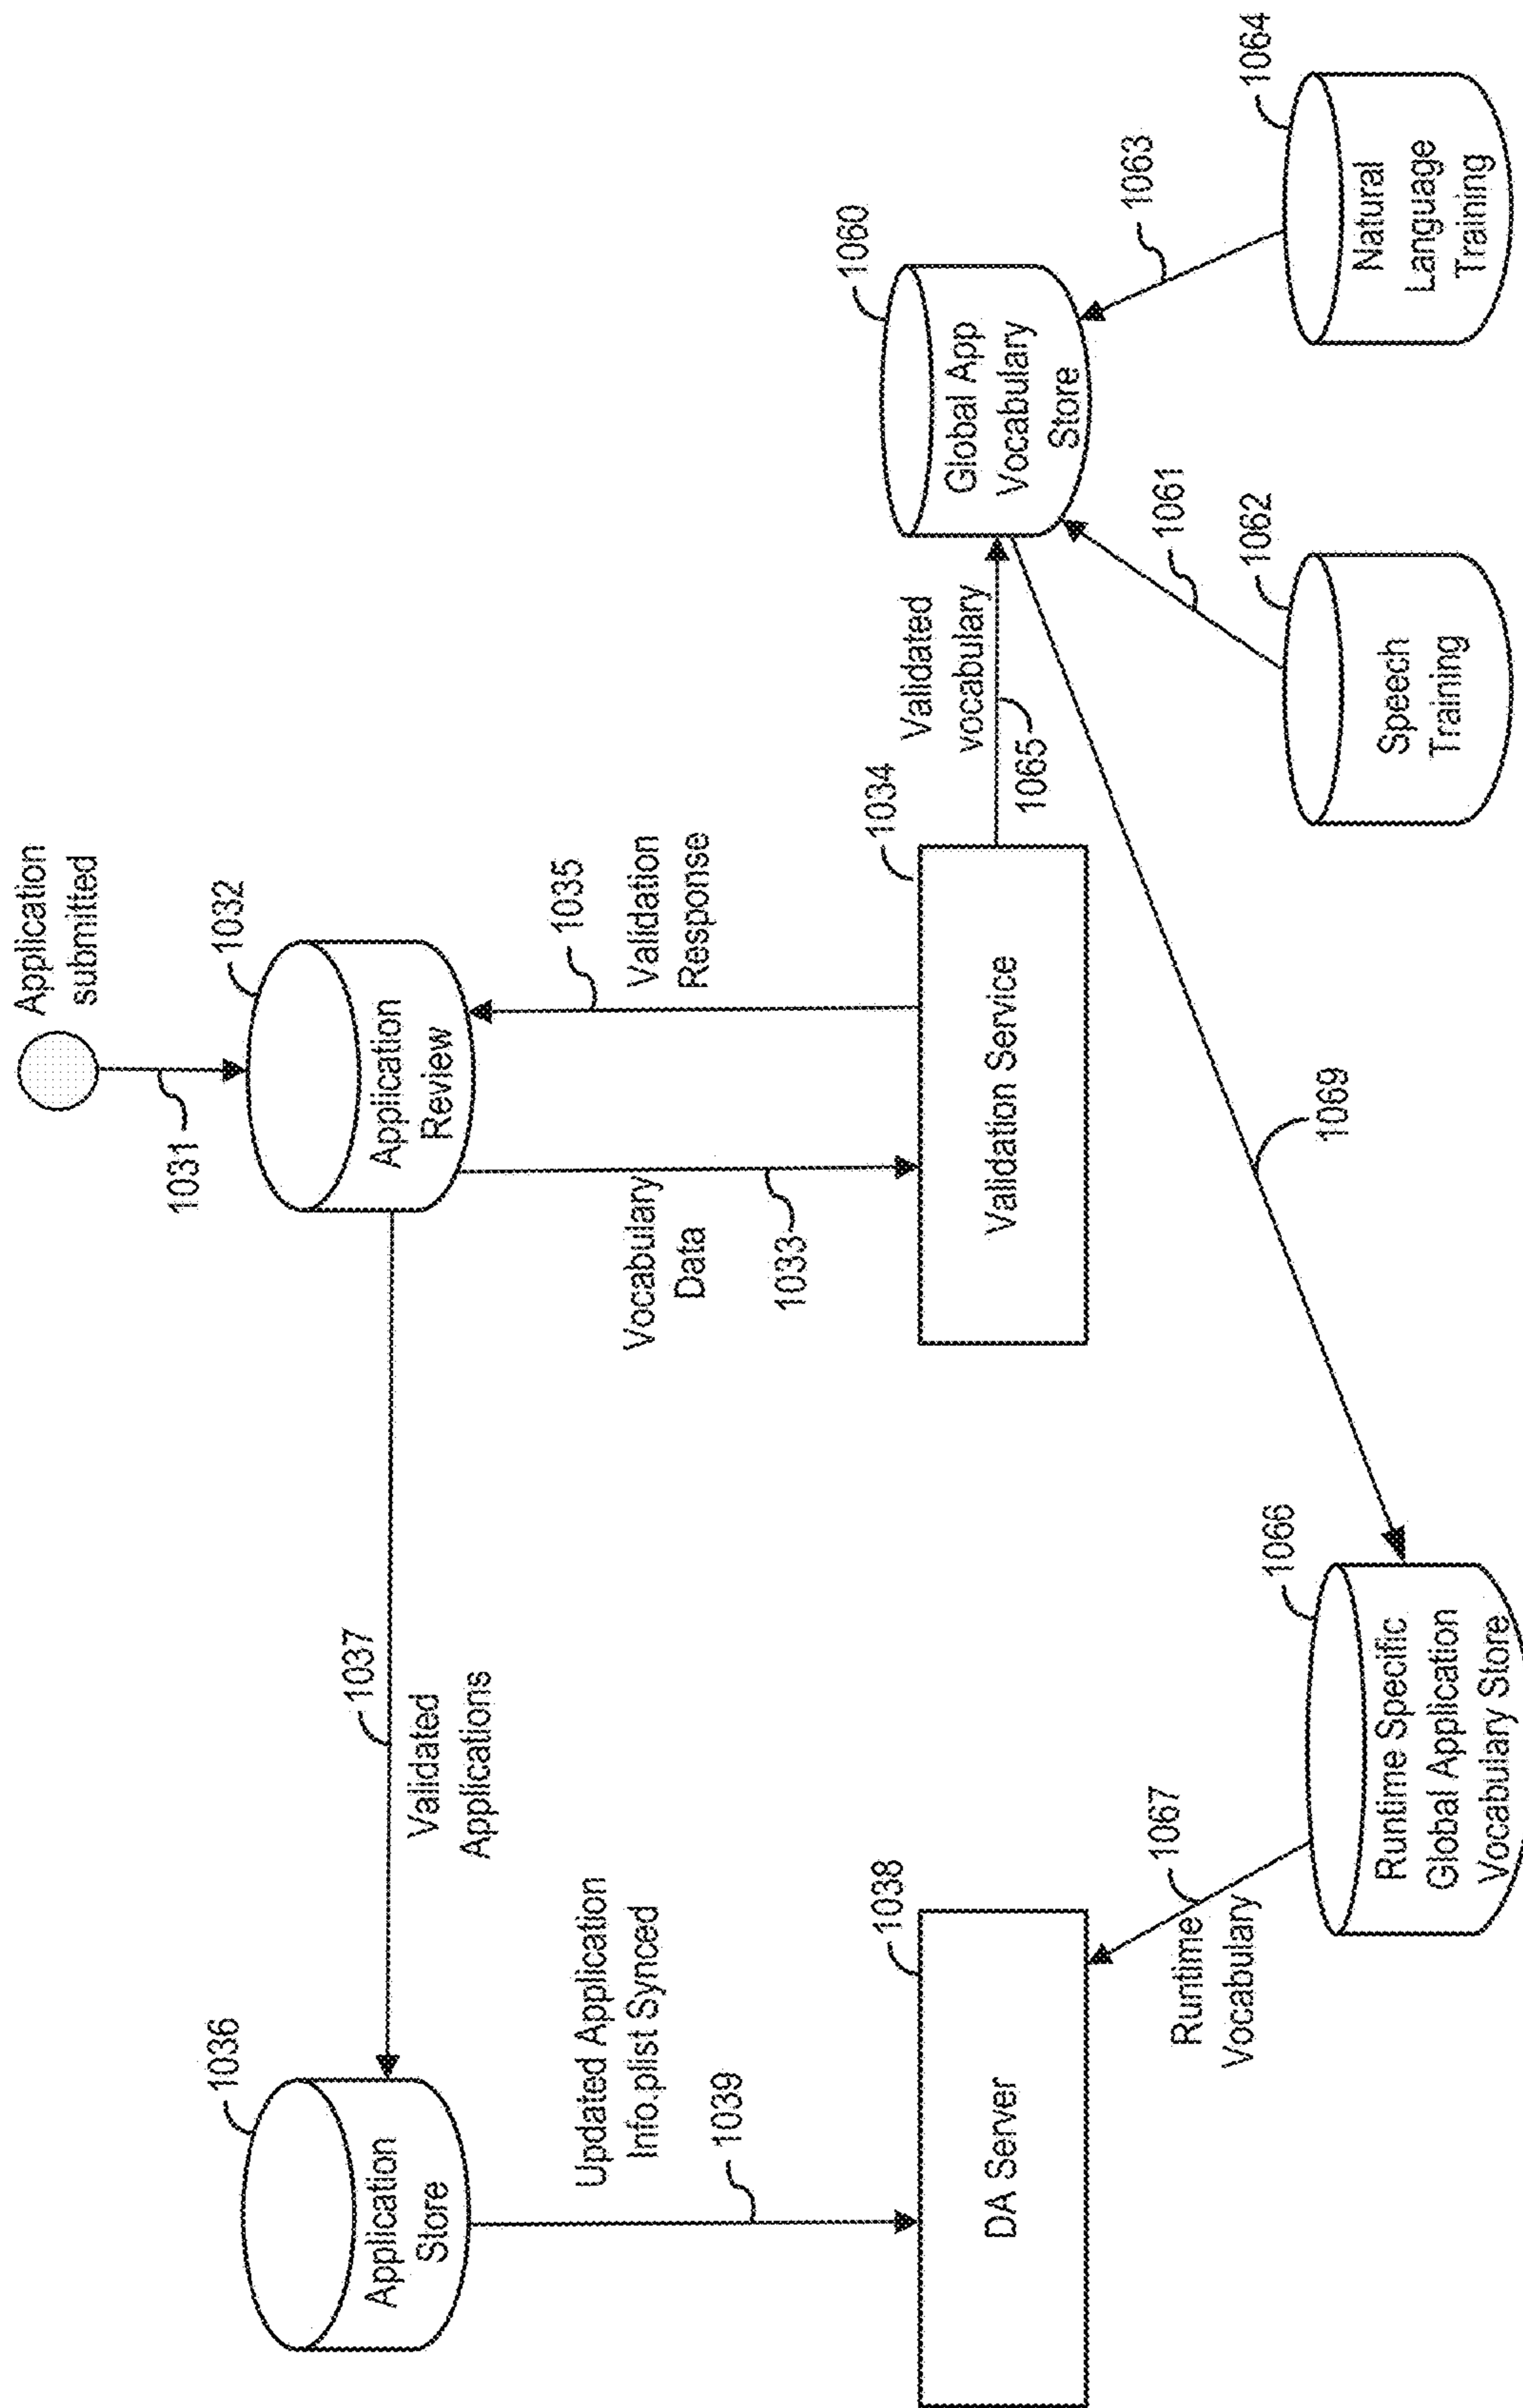 Application
submitted
1031
1036
1032
Application
Store
Application
Review
1037
Validated
Applications
Updated Application
Info.plist Synced
1039
Vocabulary
Data
1033
1035
Validation
Response
1038
DA Server
1034
Validation Service
Validated
vocabulary
1065
1060
Global App
Vocabulary
Store
1067
Runtime
Vocabulary
1069
1061
1063
1066
Runtime Specific
Global Application
Vocabulary Store
1062
Speech
Training
1064
Natural
Language
Training